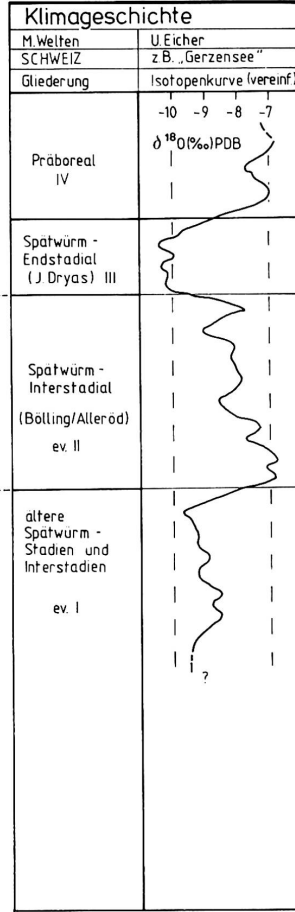 Klimageschichte
M.Welten
U.Eicher
SCHWEIZ
z.B. „Gerzensee"
Gliederung
Isotopenkurve (vereinf.)
-10 -9 -8 -7
δ¹⁸O(‰)PDB
Präboreal
IV
Spätwürm -
Endstadial
(J. Dryas) III
Spätwürm -
Interstadial
(Bölling/Alleröd)
ev. II
ältere
Spätwürm -
Stadien und
Interstadien
ev. I
?